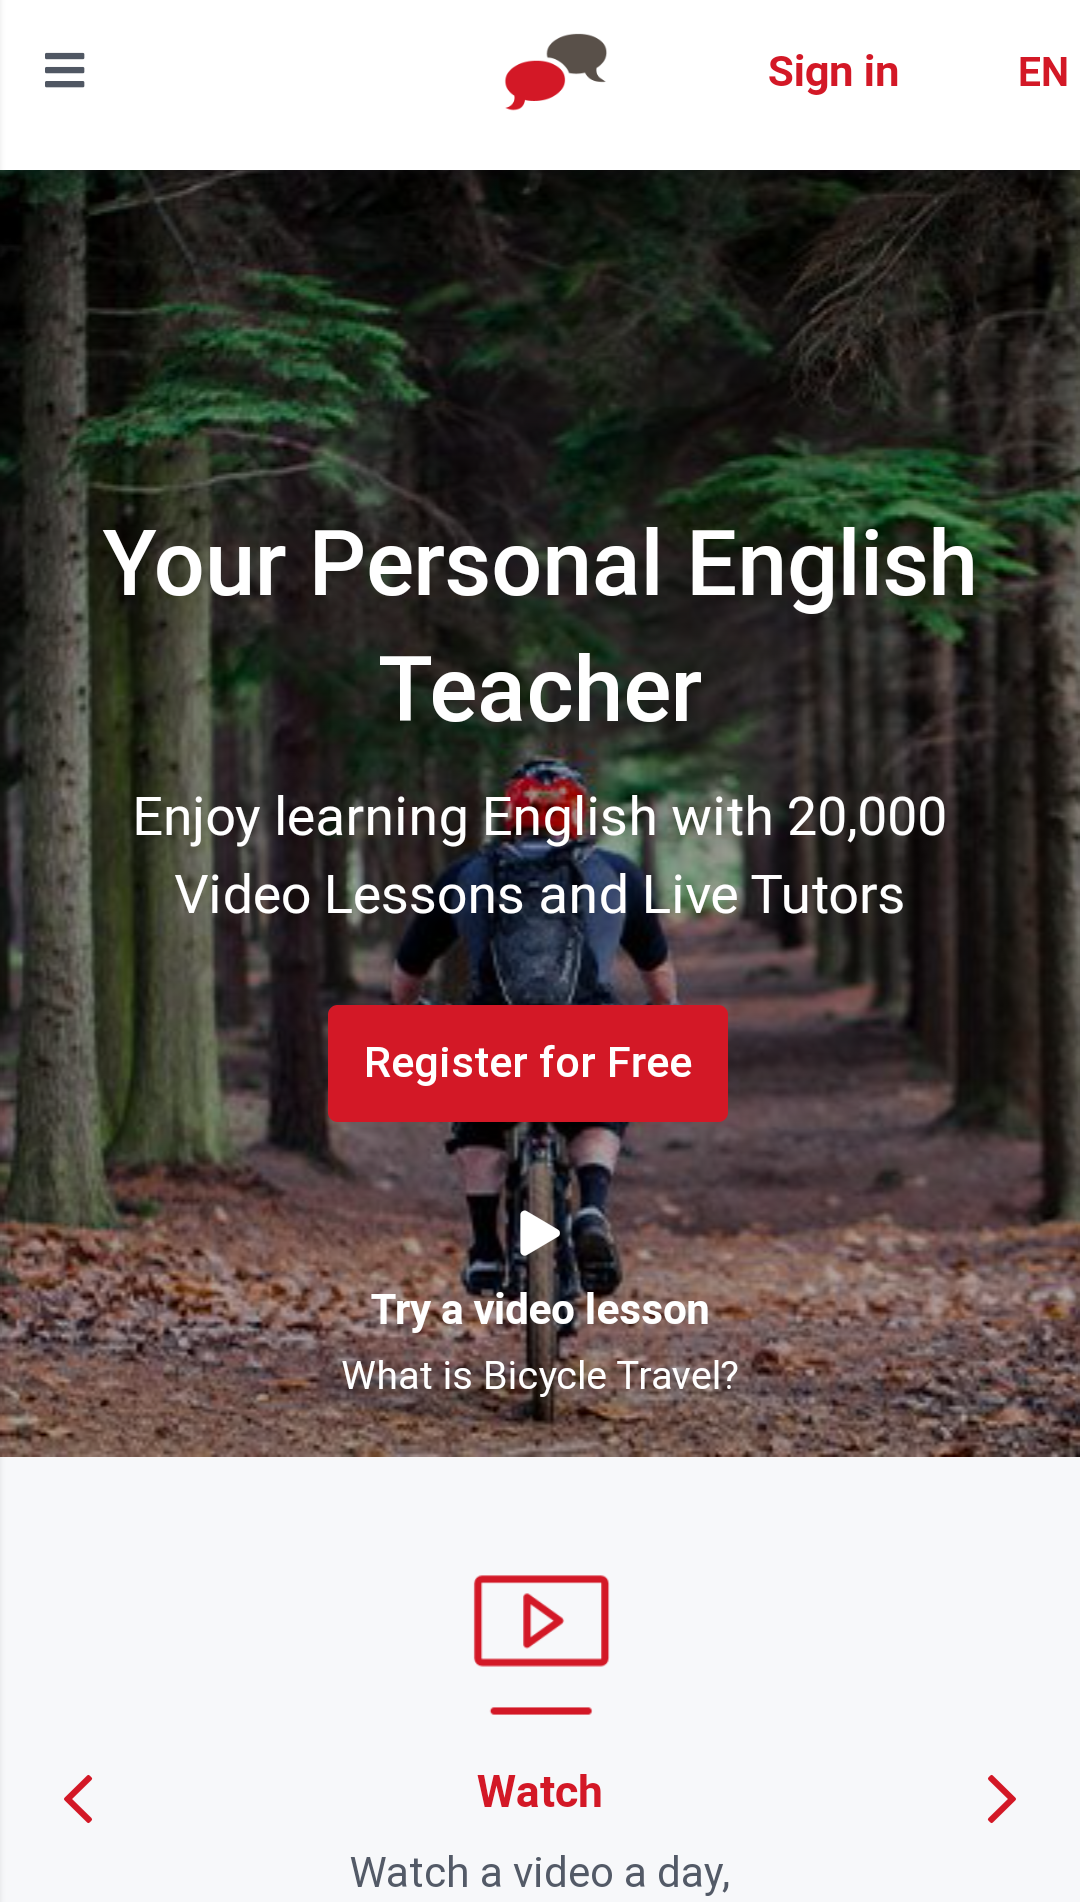 Sign in
EN
Your Personal English
Teacher
Enjoy learning English with 20,000
Video Lessons and Live Tutors
Register for Free
Try a video lesson
What is Bicycle Travel?
Watch
Watch a video a day,